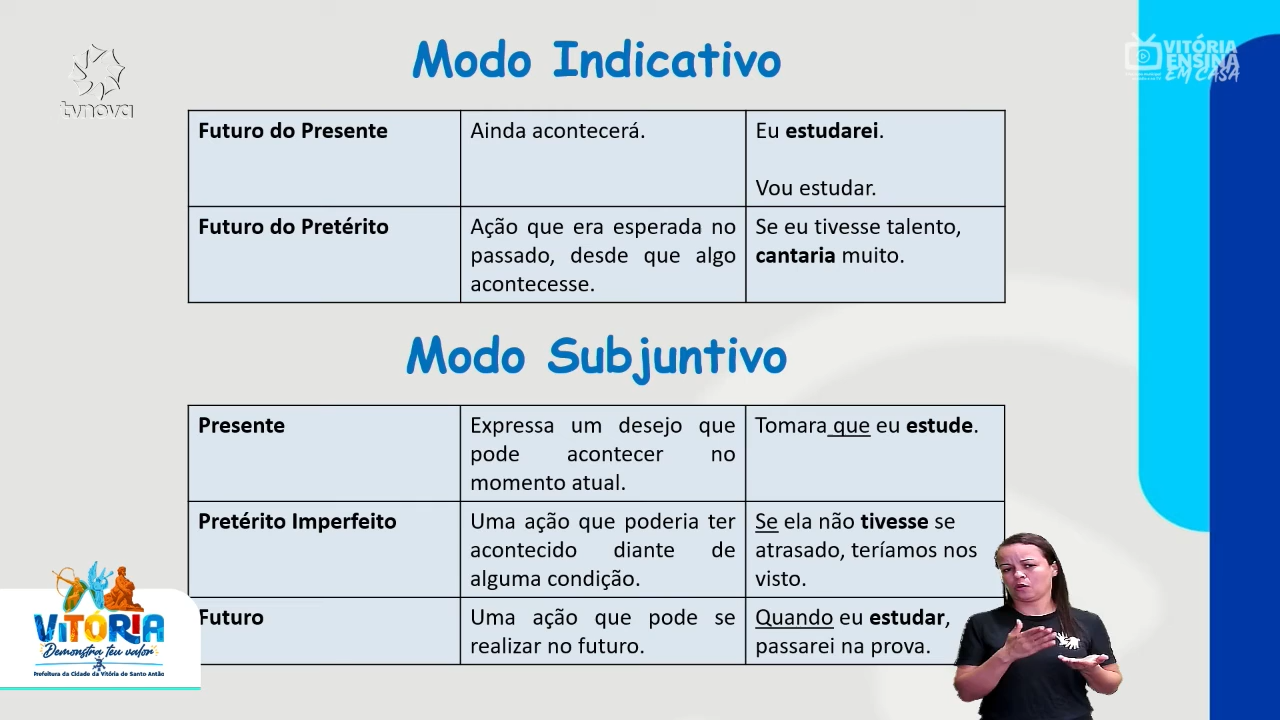 Modo Indicativo
tvnova
VITÓRIA
ENSINA
EM CASA
Futuro do Presente
Ainda acontecerá.
Eu estudarei.
Vou estudar.
Futuro do Pretérito
Ação que era esperada no
passado, desde que algo
acontecesse.
Se eu tivesse talento,
cantaria muito.
Modo Subjuntivo
Presente
Expressa um desejo que
pode acontecer no
momento atual.
Tomara que eu estude.
Pretérito Imperfeito
Uma ação que poderia ter
acontecido diante de
alguma condição.
Se ela não tivesse se
atrasado, teríamos nos
visto.
Futuro
Uma ação que pode se
realizar no futuro.
Quando eu estudar,
passarei na prova.
VITÓRIA
Demonstra teu valor
Prefeitura da Cidade da Vitória de Santo Antão